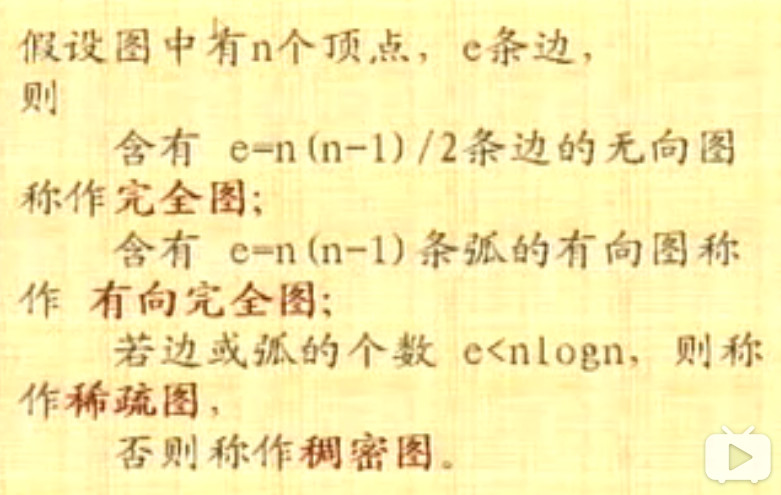 假设图中有n个顶点，e条边，
则
含有 e=n(n-1)/2条边的无向图
称作完全图；
含有 e=n(n-1)条弧的有向图称
作 有向完全图；
若边或弧的个数 e<nlogn，则称
作稀疏图，
否则称作稠密图。